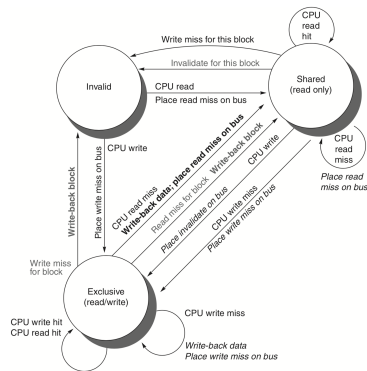 CPU
read
hit
Write miss for this block
Invalidate for this block
Invalid
CPU read
Place read miss on bus
Shared
(read only)
CPU write
CPU
read
miss
Place read
miss on bus
Write-back block
Place write miss on bus
CPU read miss
Write-back data; place read miss on bus
Read miss for block
Write-back block
CPU write
Place invalidate on bus
CPU write miss
Place write miss on bus
Write miss
for block
Exclusive
(read/write)
CPU write hit
CPU read hit
CPU write miss
Write-back data
Place write miss on bus